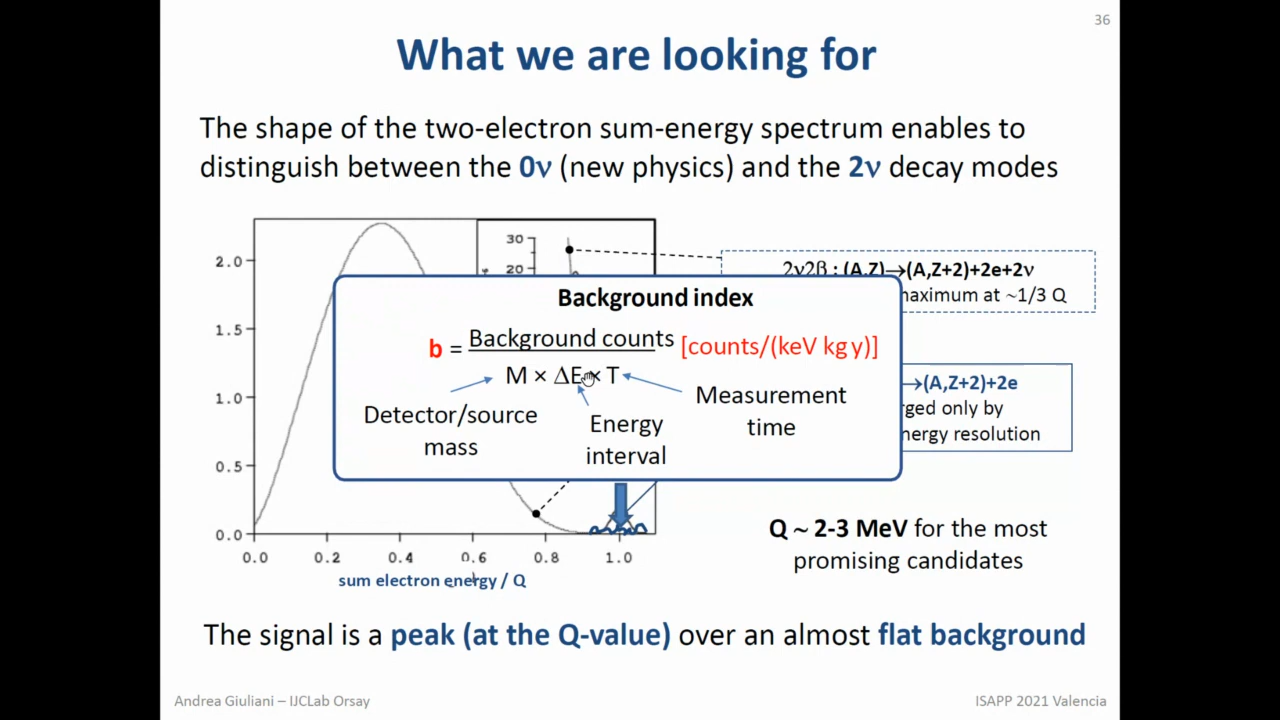 36
What we are looking for
The shape of the two-electron sum-energy spectrum enables to
distinguish between the 0ν (new physics) and the 2ν decay modes
2.0
1.5
1.0
0.5
0.0
0.0 0.2 0.4 0.6 0.8 1.0
sum electron energy / Q
30
20
2ν2β : (A,Z)→(A,Z+2)+2e+2ν
maximum at ~1/3 Q
→(A,Z+2)+2e
only by
energy resolution
Background index
b = Background counts [counts/(keV kg y)]
M × ΔE × T
Detector/source
mass
Energy
interval
Measurement
time
Q ~ 2-3 MeV for the most
promising candidates
The signal is a peak (at the Q-value) over an almost flat background
Andrea Giuliani – IJCLab Orsay
ISAPP 2021 Valencia